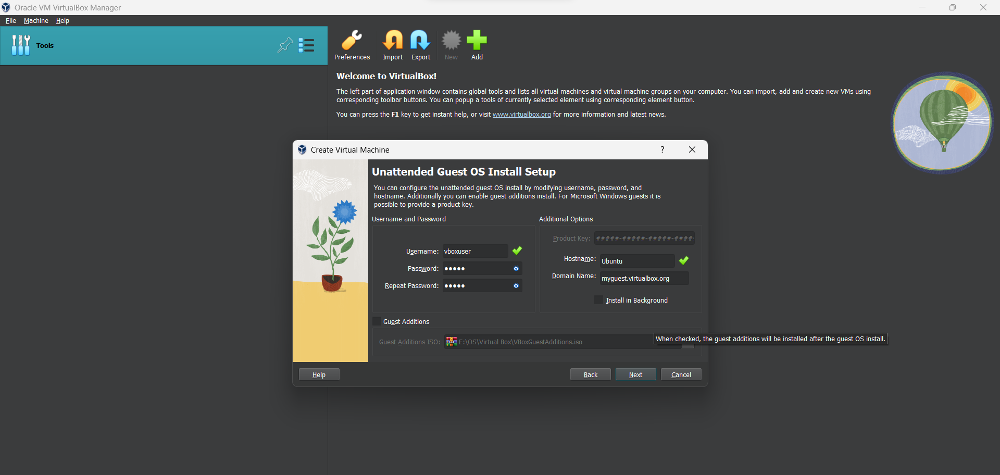 Oracle VM VirtualBox Manager
File Machine Help
Tools
Preferences Import Export New Add
Welcome to VirtualBox!
The left part of application window contains global tools and lists all virtual machines and virtual machine groups on your computer. You can import, add and create new VMs using
corresponding toolbar buttons. You can popup a tools of currently selected element using corresponding element button.
You can press the F1 key to get instant help, or visit www.virtualbox.org for more information and latest news.
Create Virtual Machine ?
Unattended Guest OS Install Setup
You can configure the unattended guest OS install by modifying username, password, and
hostname. Additionally you can enable guest additions install. For Microsoft Windows guests it is
possible to provide a product key.
Username and Password
Username: vboxuser
Password: ●●●●●
Repeat Password: ●●●●●
Additional Options
Product Key: #####-#####-#####-####
Hostname: Ubuntu
Domain Name: myguest.virtualbox.org
Install in Background
Guest Additions
Guest Additions ISO: E:\OS\Virtual Box\VBoxGuestAdditions.iso
When checked, the guest additions will be installed after the guest OS install.
Help Back Next Cancel